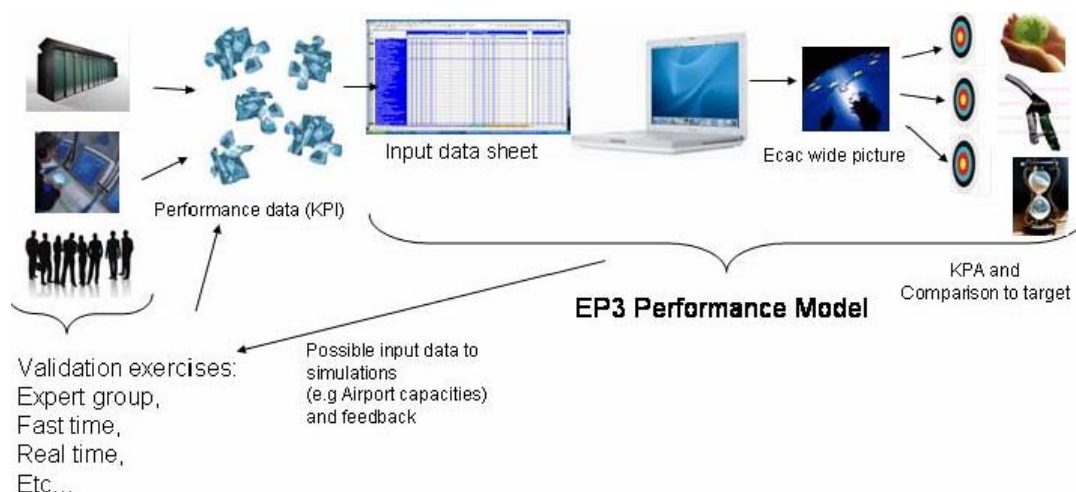 Input data sheet
Ecac wide picture
Performance data (KPI)
KPA and
Comparison to target
EP3 Performance Model
Possible input data to
simulations
(e.g Airport capacities)
and feedback
Validation exercises:
Expert group,
Fast time,
Real time,
Etc...